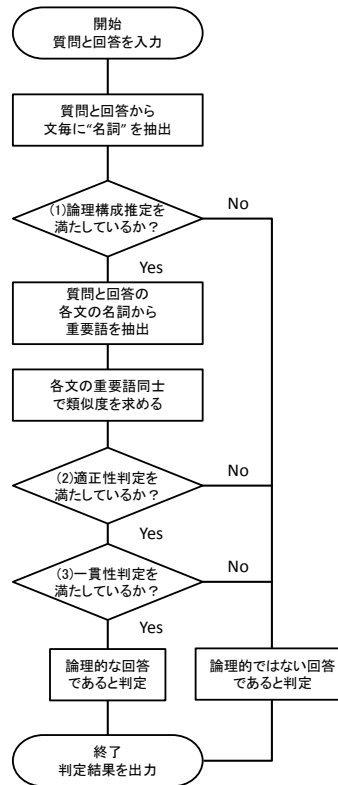 開始
質問と回答を入力
質問と回答から
文毎に“名詞” を抽出
(1)論理構成推定を
満たしているか？
No
Yes
質問と回答の
各文の名詞から
重要語を抽出
各文の重要語同士
で類似度を求める
(2)適正性判定を
満たしているか？
No
Yes
(3)一貫性判定を
満たしているか？
No
Yes
論理的な回答
であると判定
論理的ではない回答
であると判定
終了
判定結果を出力